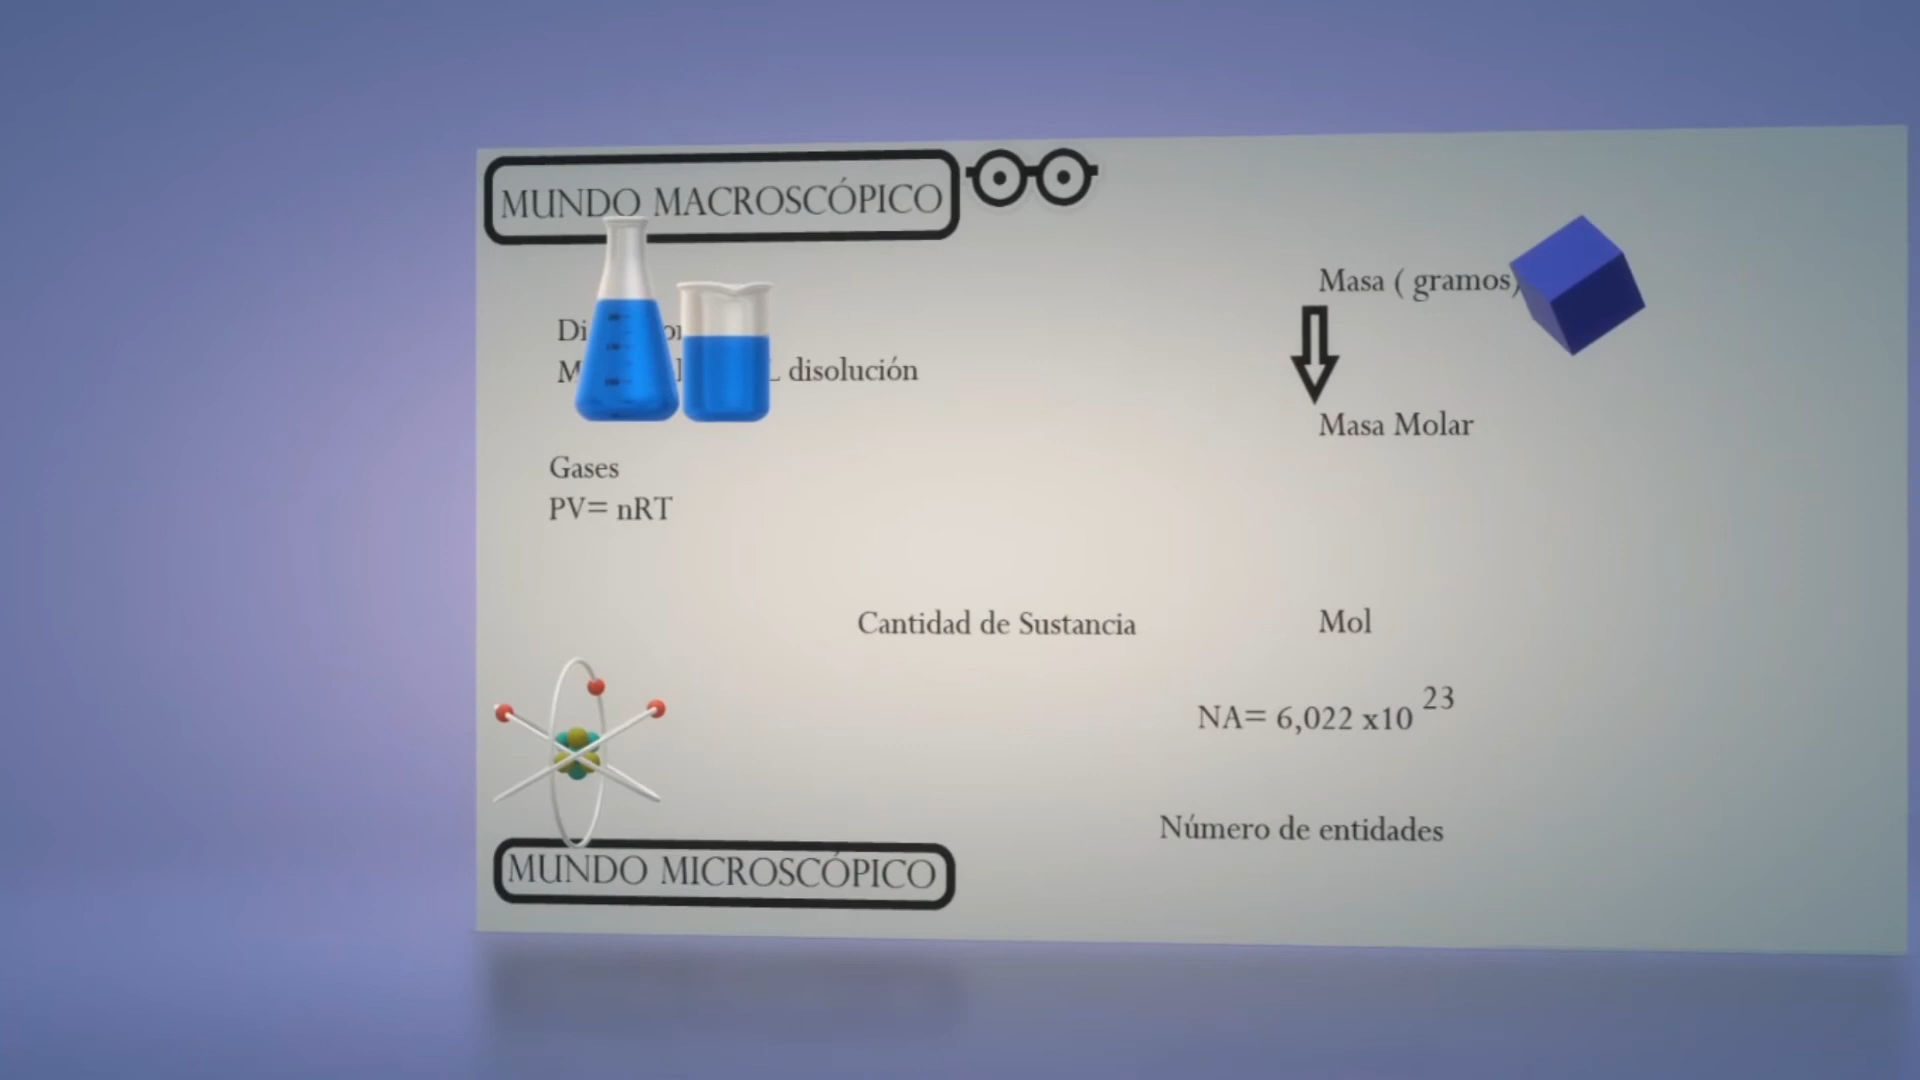 MUNDO MACROSCÓPICO
disolución
Gases
PV= nRT
Masa ( gramos)
Masa Molar
Cantidad de Sustancia
Mol
NA= 6,022 x10 23
Número de entidades
MUNDO MICROSCÓPICO